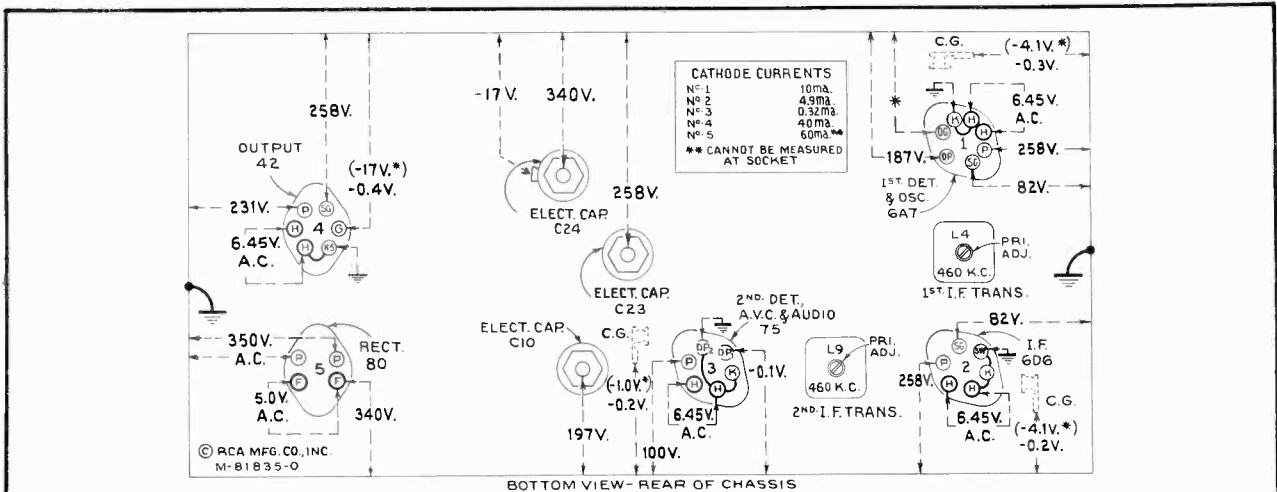 C.G.
(-4.1V.*)
-0.3V.
-17V.
340V.
CATHODE CURRENTS
No.1 10ma.
No.2 4.9ma.
No.3 0.32ma.
No.4 40ma.
No.5 60ma.**
** CANNOT BE MEASURED
AT SOCKET
*
6.45V.
A.C.
258V.
K
H
H
OG
1
P
OP
SG
187V.
258V.
82V.
1ST. DET.
& OSC.
6A7
OUTPUT
42
(-17V.*)
-0.4V.
231V.
P
SG
H
4
G
H
KS
6.45V.
A.C.
ELECT. CAP.
C24
258V.
ELECT. CAP.
C23
L4
PRI.
ADJ.
460 K.C.
1ST. I.F. TRANS.
350V.
A.C.
RECT.
80
P
P
5
F
F
5.0V.
A.C.
340V.
ELECT. CAP.
C10
197V.
C.G.
(-1.0V.*)
-0.2V.
100V.
2ND. DET.,
A.V.C. & AUDIO
75
DP2
DP
P
3
K
H
H
-0.1V.
6.45V.
A.C.
L9
PRI.
ADJ.
460 K.C.
2ND. I.F. TRANS.
82V.
I.F.
6D6
SG
SU
P
2
K
H
H
258V.
6.45V.
A.C.
C.G.
(-4.1V.*)
-0.2V.
© RCA MFG. CO., INC.
M-81835-0
BOTTOM VIEW-REAR OF CHASSIS